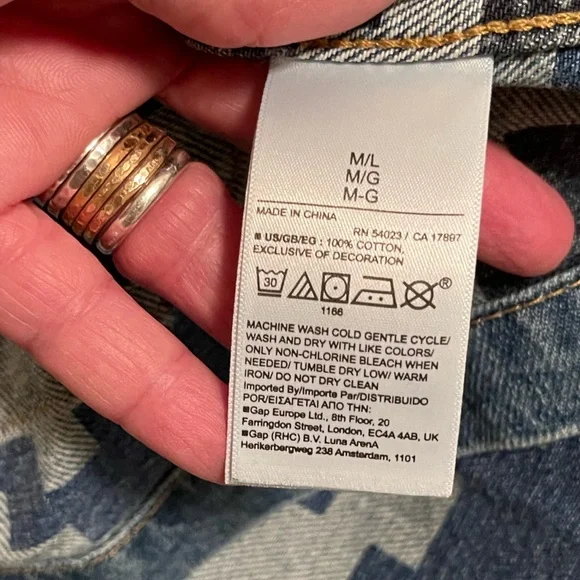 M/L
M/G
M-G
MADE IN CHINA RN 54023 / CA 17897
■ US/GB/EG : 100% COTTON,
EXCLUSIVE OF DECORATION
30 ®
1166
MACHINE WASH COLD GENTLE CYCLE/
WASH AND DRY WITH LIKE COLORS/
ONLY NON-CHLORINE BLEACH WHEN
NEEDED/ TUMBLE DRY LOW/ WARM
IRON/ DO NOT DRY CLEAN
Imported By/Importe Par/DISTRIBUIDO
POR/ΕΙΣΑΓΕΤΑΙ ΑΠΟ ΤΗΝ:
■Gap Europe Ltd., 8th Floor, 20
Farringdon Street, London, EC4A 4AB, UK
■Gap (RHC) B.V. Luna ArenA
Herikerbergweg 238 Amsterdam, 1101